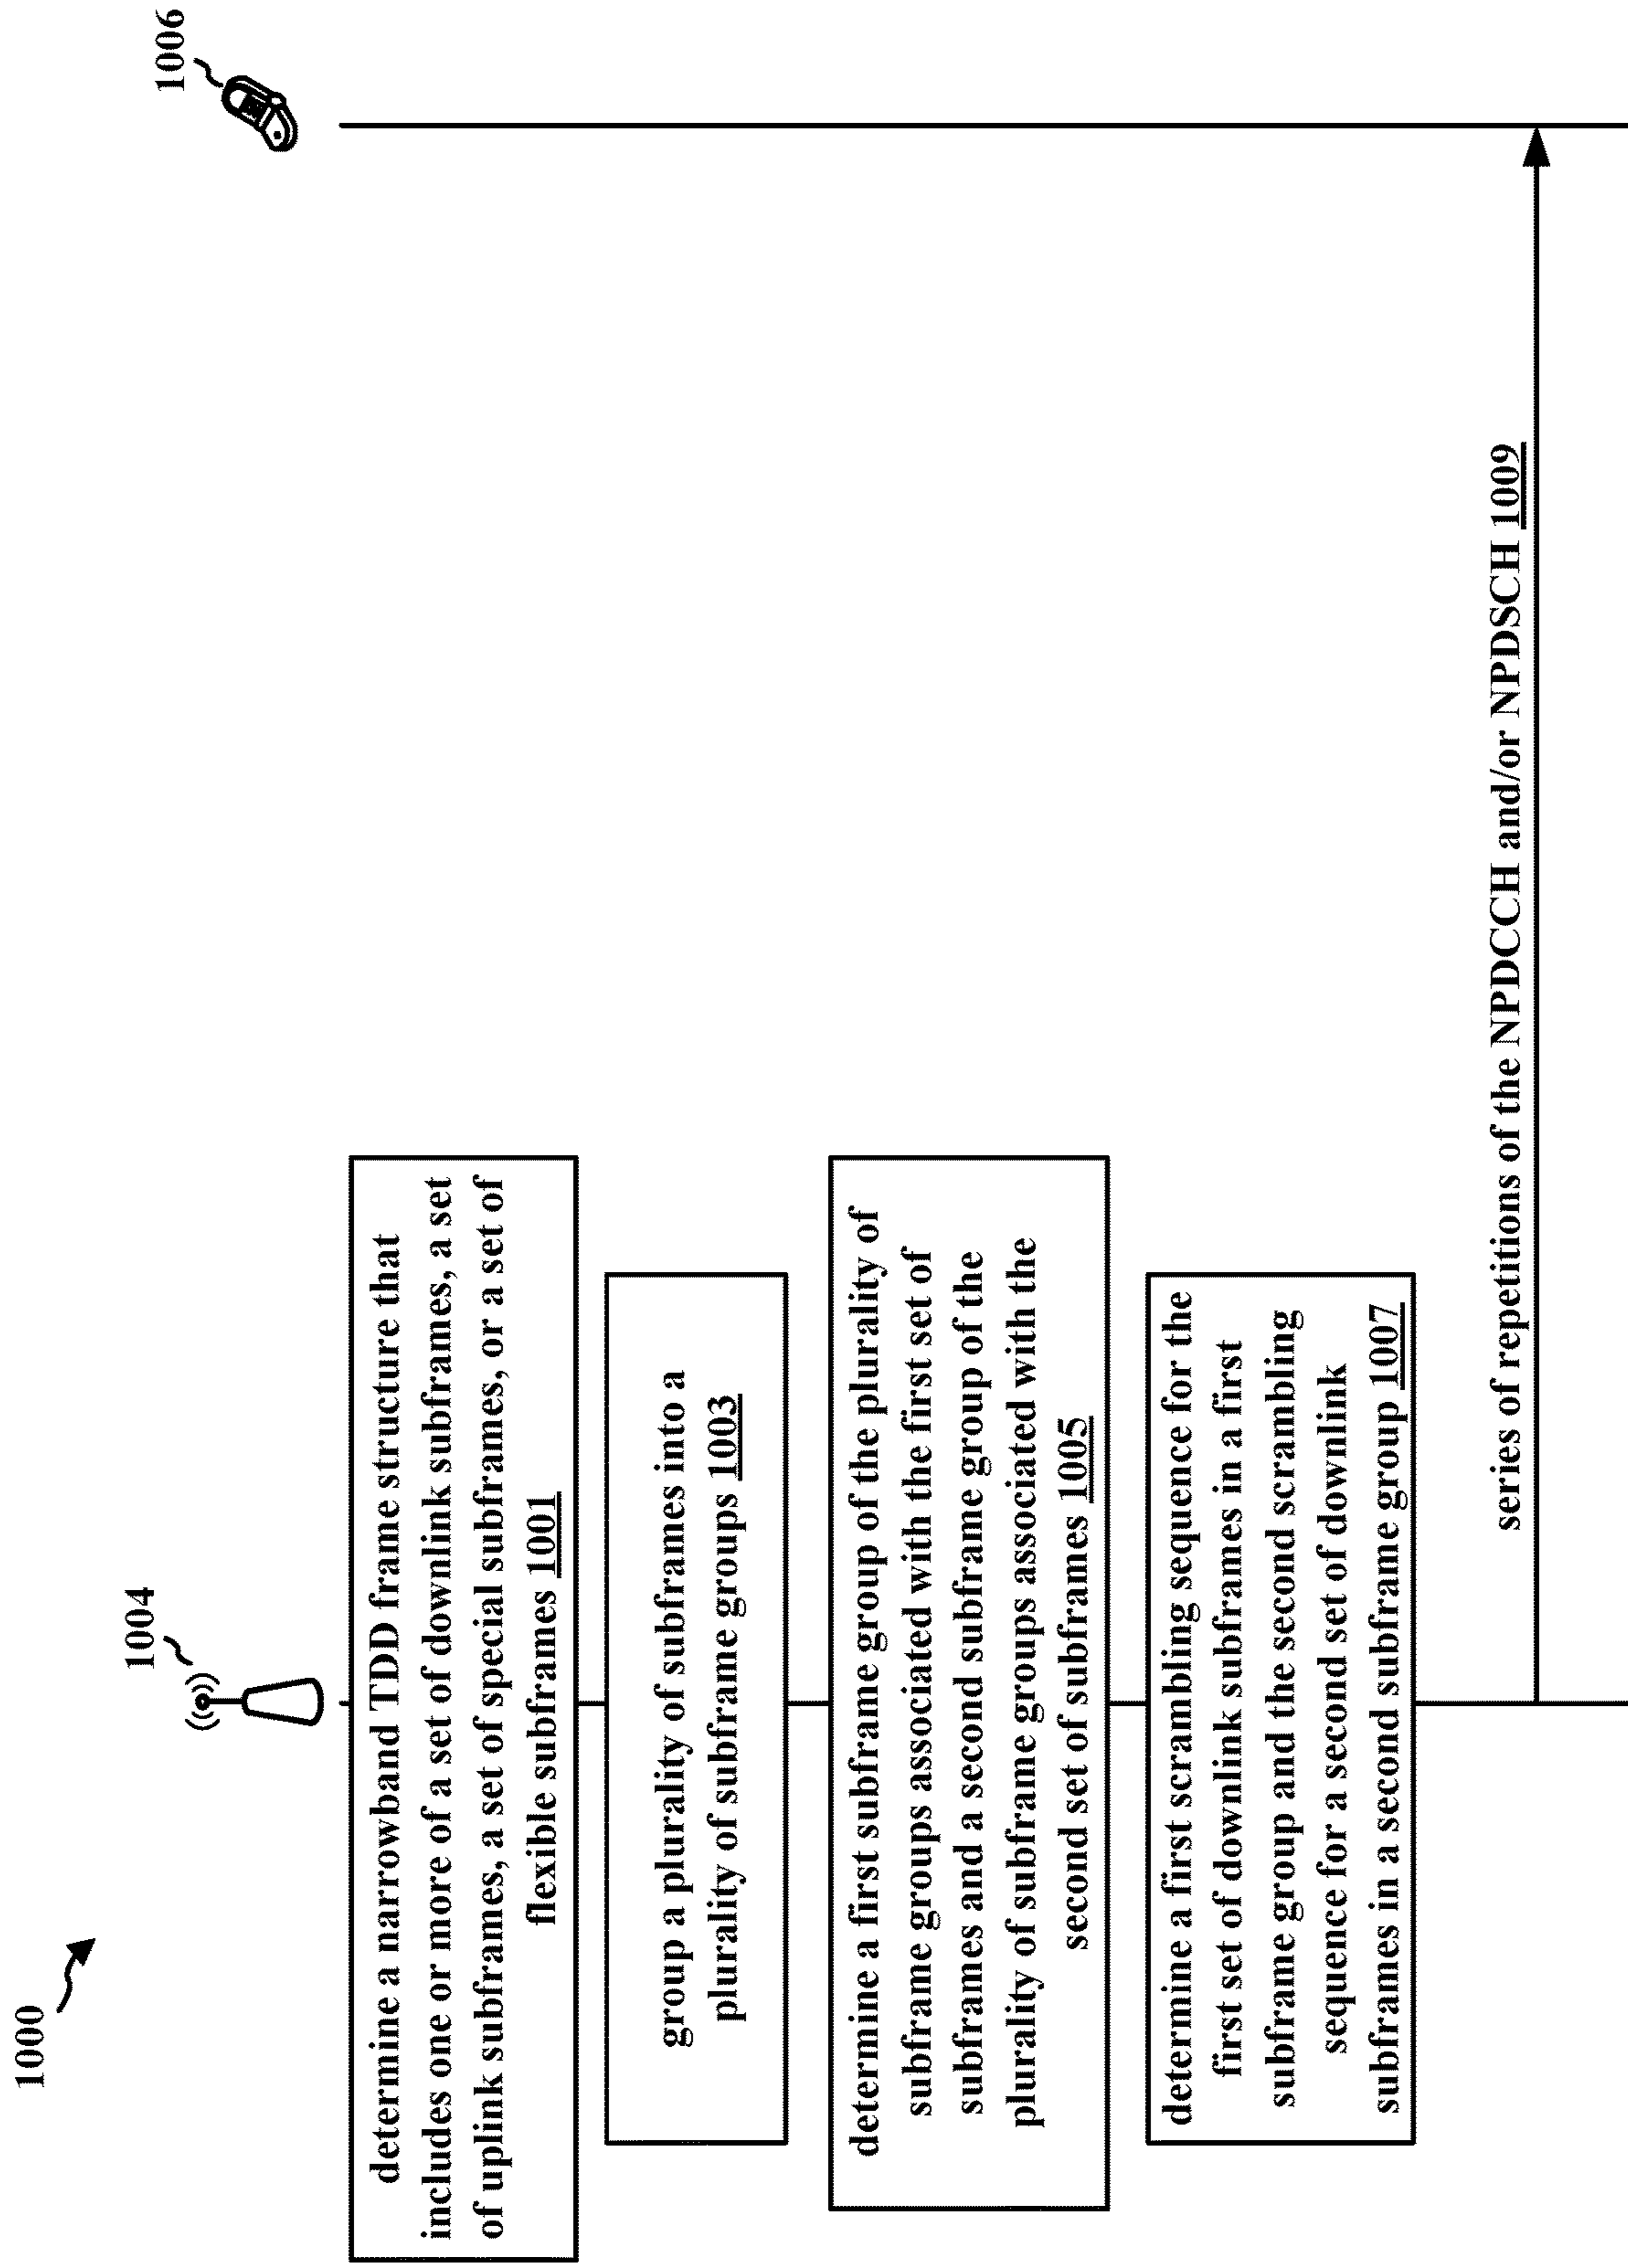 1000
1004
1006
determine a narrowband TDD frame structure that
includes one or more of a set of downlink subframes, a set
of uplink subframes, a set of special subframes, or a set of
flexible subframes 1001
group a plurality of subframes into a
plurality of subframe groups 1003
determine a first subframe group of the plurality of
subframe groups associated with the first set of
subframes and a second subframe group of the
plurality of subframe groups associated with the
second set of subframes 1005
determine a first scrambling sequence for the
first set of downlink subframes in a first
subframe group and the second scrambling
sequence for a second set of downlink
subframes in a second subframe group 1007
series of repetitions of the NPDCCH and/or NPDSCH 1009